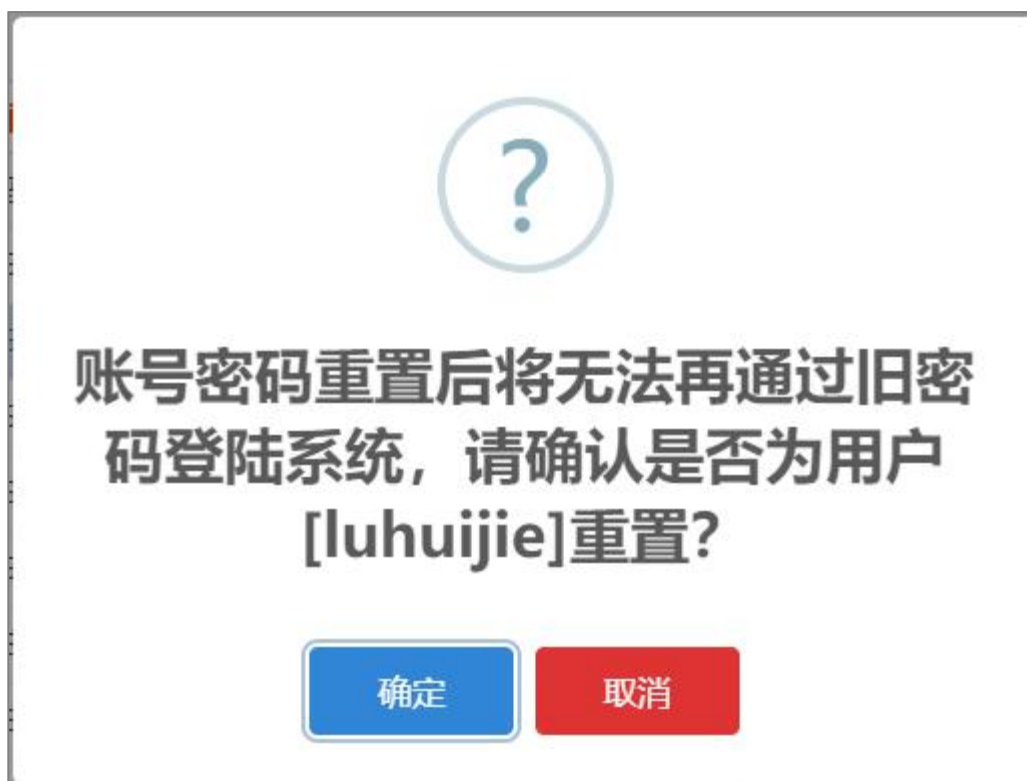 ?
账号密码重置后将无法再通过旧密
码登陆系统，请确认是否为用户
[luhuijie]重置？
确定 取消